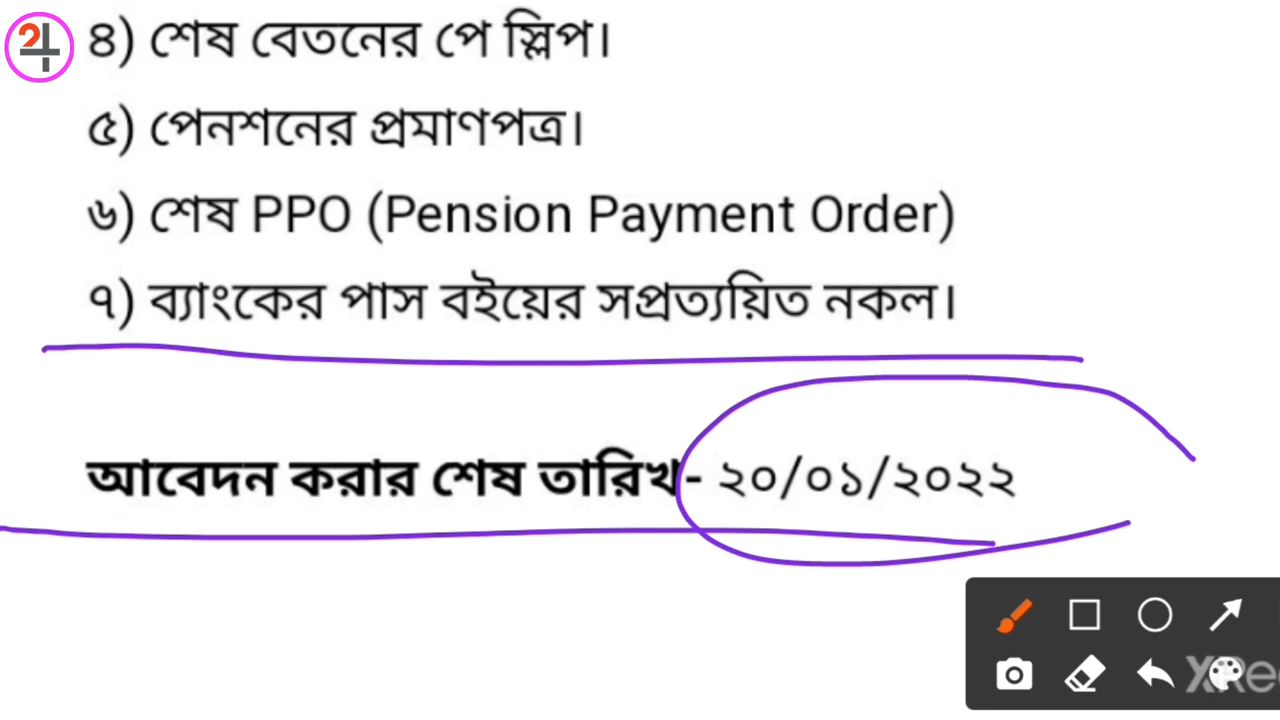 ৪) শেষ বেতনের পে স্লিপ।
৫) পেনশনের প্রমাণপত্র।
৬) শেষ PPO (Pension Payment Order)
৭) ব্যাংকের পাস বইয়ের সপ্রত্যয়িত নকল।
আবেদন করার শেষ তারিখ- ২০/০১/২০২২